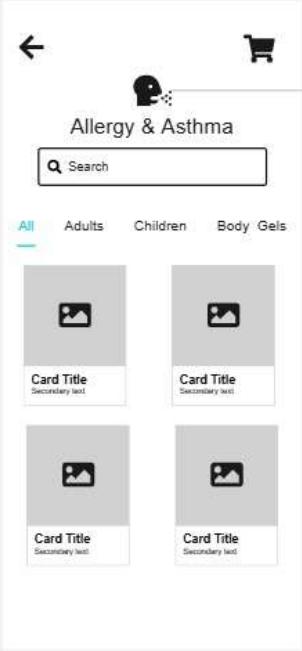 Allergy & Asthma
Search
All Adults Children Body Gels
Card Title Card Title
Secondary text Secondary text
Card Title Card Title
Secondary text Secondary text